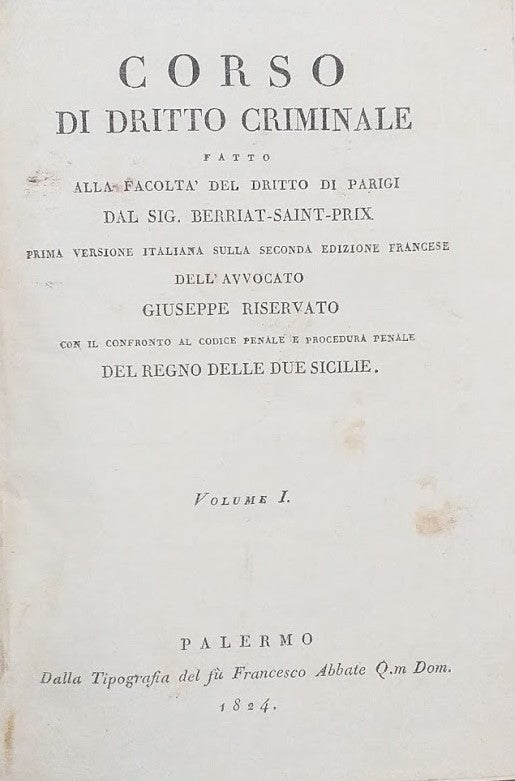 CORSO
DI DRITTO CRIMINALE
FATTO
ALLA FACOLTA' DEL DRITTO DI PARIGI
DAL SIG. BERRIAT-SAINT-PRIX
PRIMA VERSIONE ITALIANA SULLA SECONDA EDIZIONE FRANCESE
DELL'AVVOCATO
GIUSEPPE RISERVATO
CON IL CONFRONTO AL CODICE PENALE E PROCEDURA PENALE
DEL REGNO DELLE DUE SICILIE.
VOLUME I.
PALERMO
Dalla Tipografia del fù Francesco Abbate Q.m Dom.
1824.